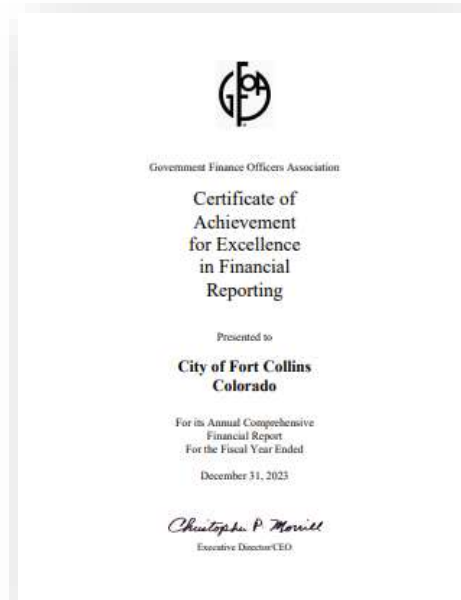 GFOA
Government Finance Officers Association
Certificate of
Achievement
for Excellence
in Financial
Reporting
Presented to
City of Fort Collins
Colorado
For its Annual Comprehensive
Financial Report
For the Fiscal Year Ended
December 31, 2023
Christopher P. Morrill
Executive Director/CEO